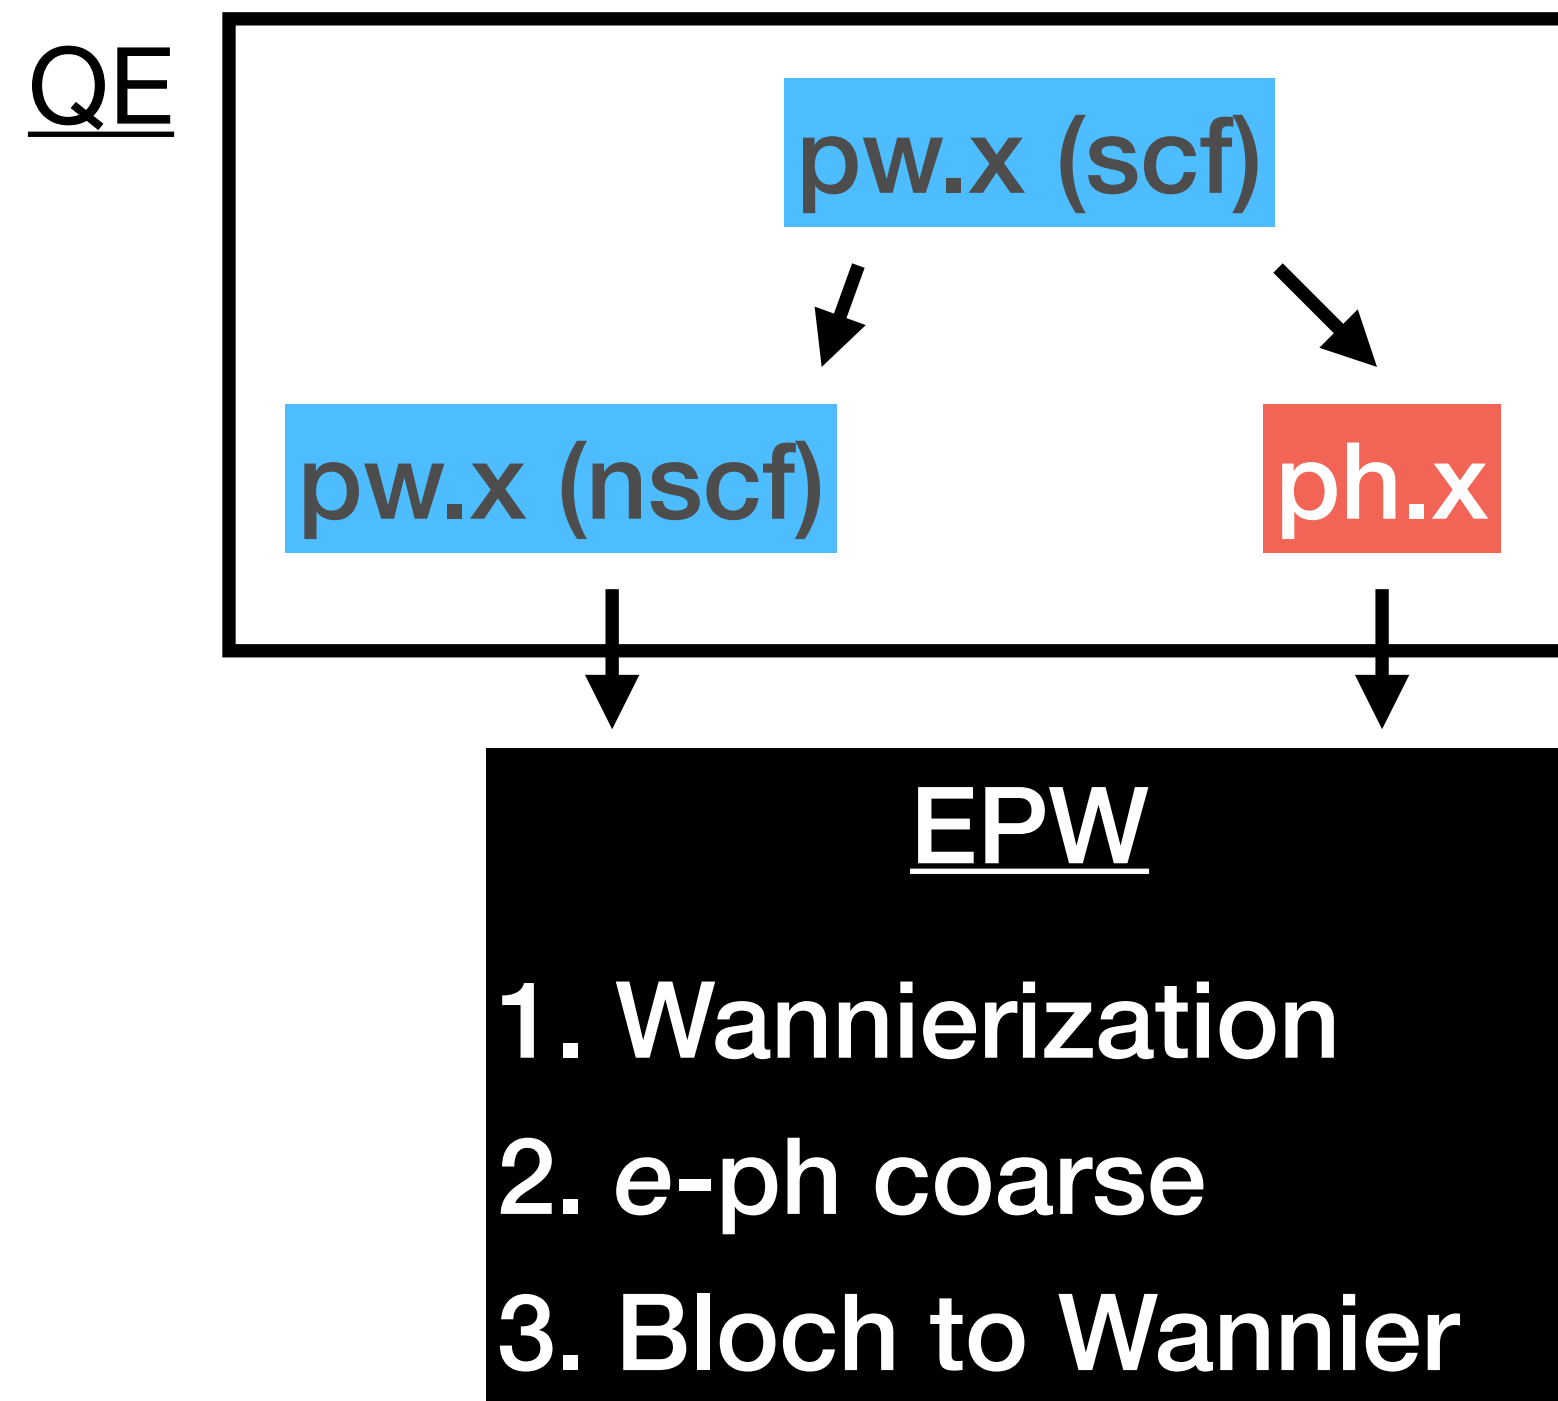 QE
pw.x (scf)
pw.x (nscf)
ph.x
EPW
1. Wannierization
2. e-ph coarse
3. Bloch to Wannier